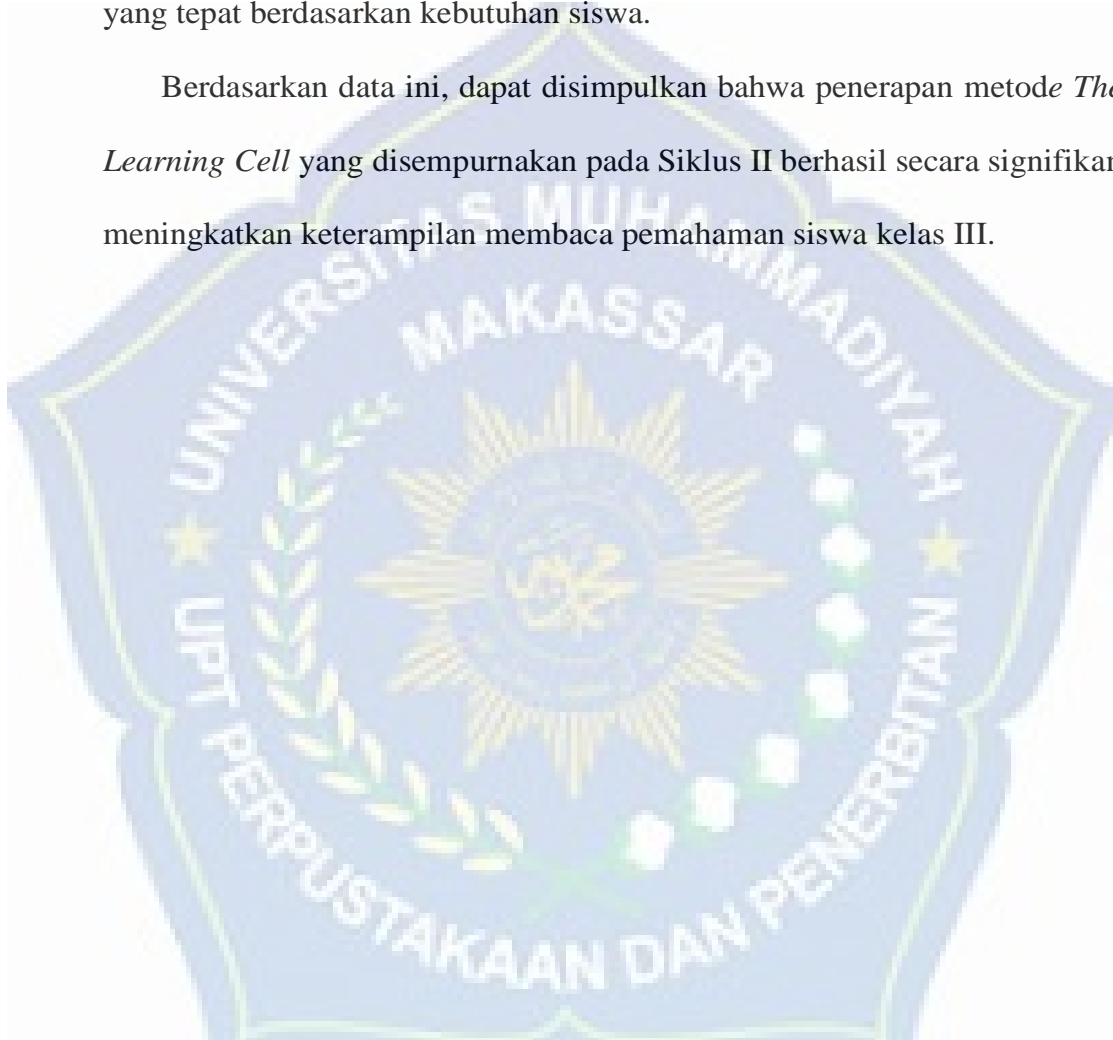 yang tepat berdasarkan kebutuhan siswa.
Berdasarkan data ini, dapat disimpulkan bahwa penerapan metode The
Learning Cell yang disempurnakan pada Siklus II berhasil secara signifikan
meningkatkan keterampilan membaca pemahaman siswa kelas III.
UNIVERSITAS MUHAMMADIYAH
MAKASSAR
UPT PERPUSTAKAAN DAN PENERBITAN